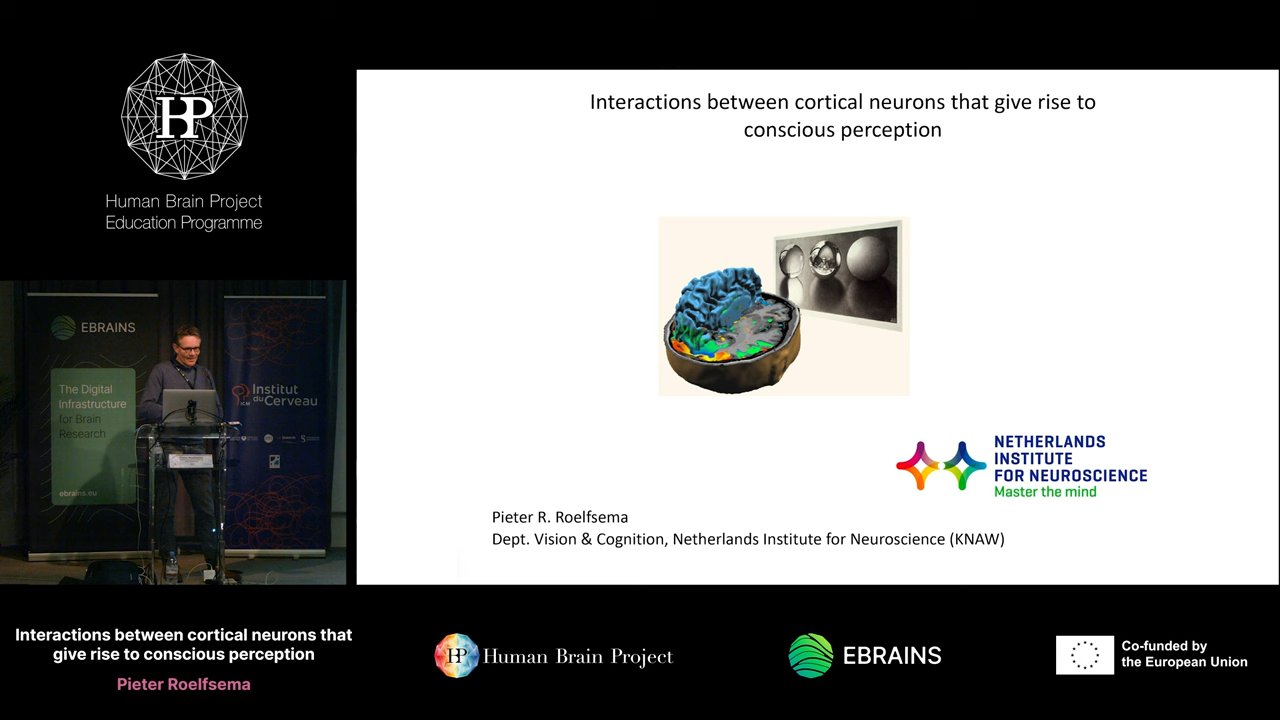 HP
Human Brain Project
Education Programme
Interactions between cortical neurons that give rise to
conscious perception
EBRAINS
The Digital
Infrastructure
for Brain
Research
ebrains.eu
Institut
du Cerveau
ICM
NETHERLANDS
INSTITUTE
FOR NEUROSCIENCE
Master the mind
Pieter R. Roelfsema
Dept. Vision & Cognition, Netherlands Institute for Neuroscience (KNAW)
Interactions between cortical neurons that
give rise to conscious perception
Pieter Roelfsema
HP Human Brain Project
EBRAINS
Co-funded by
the European Union